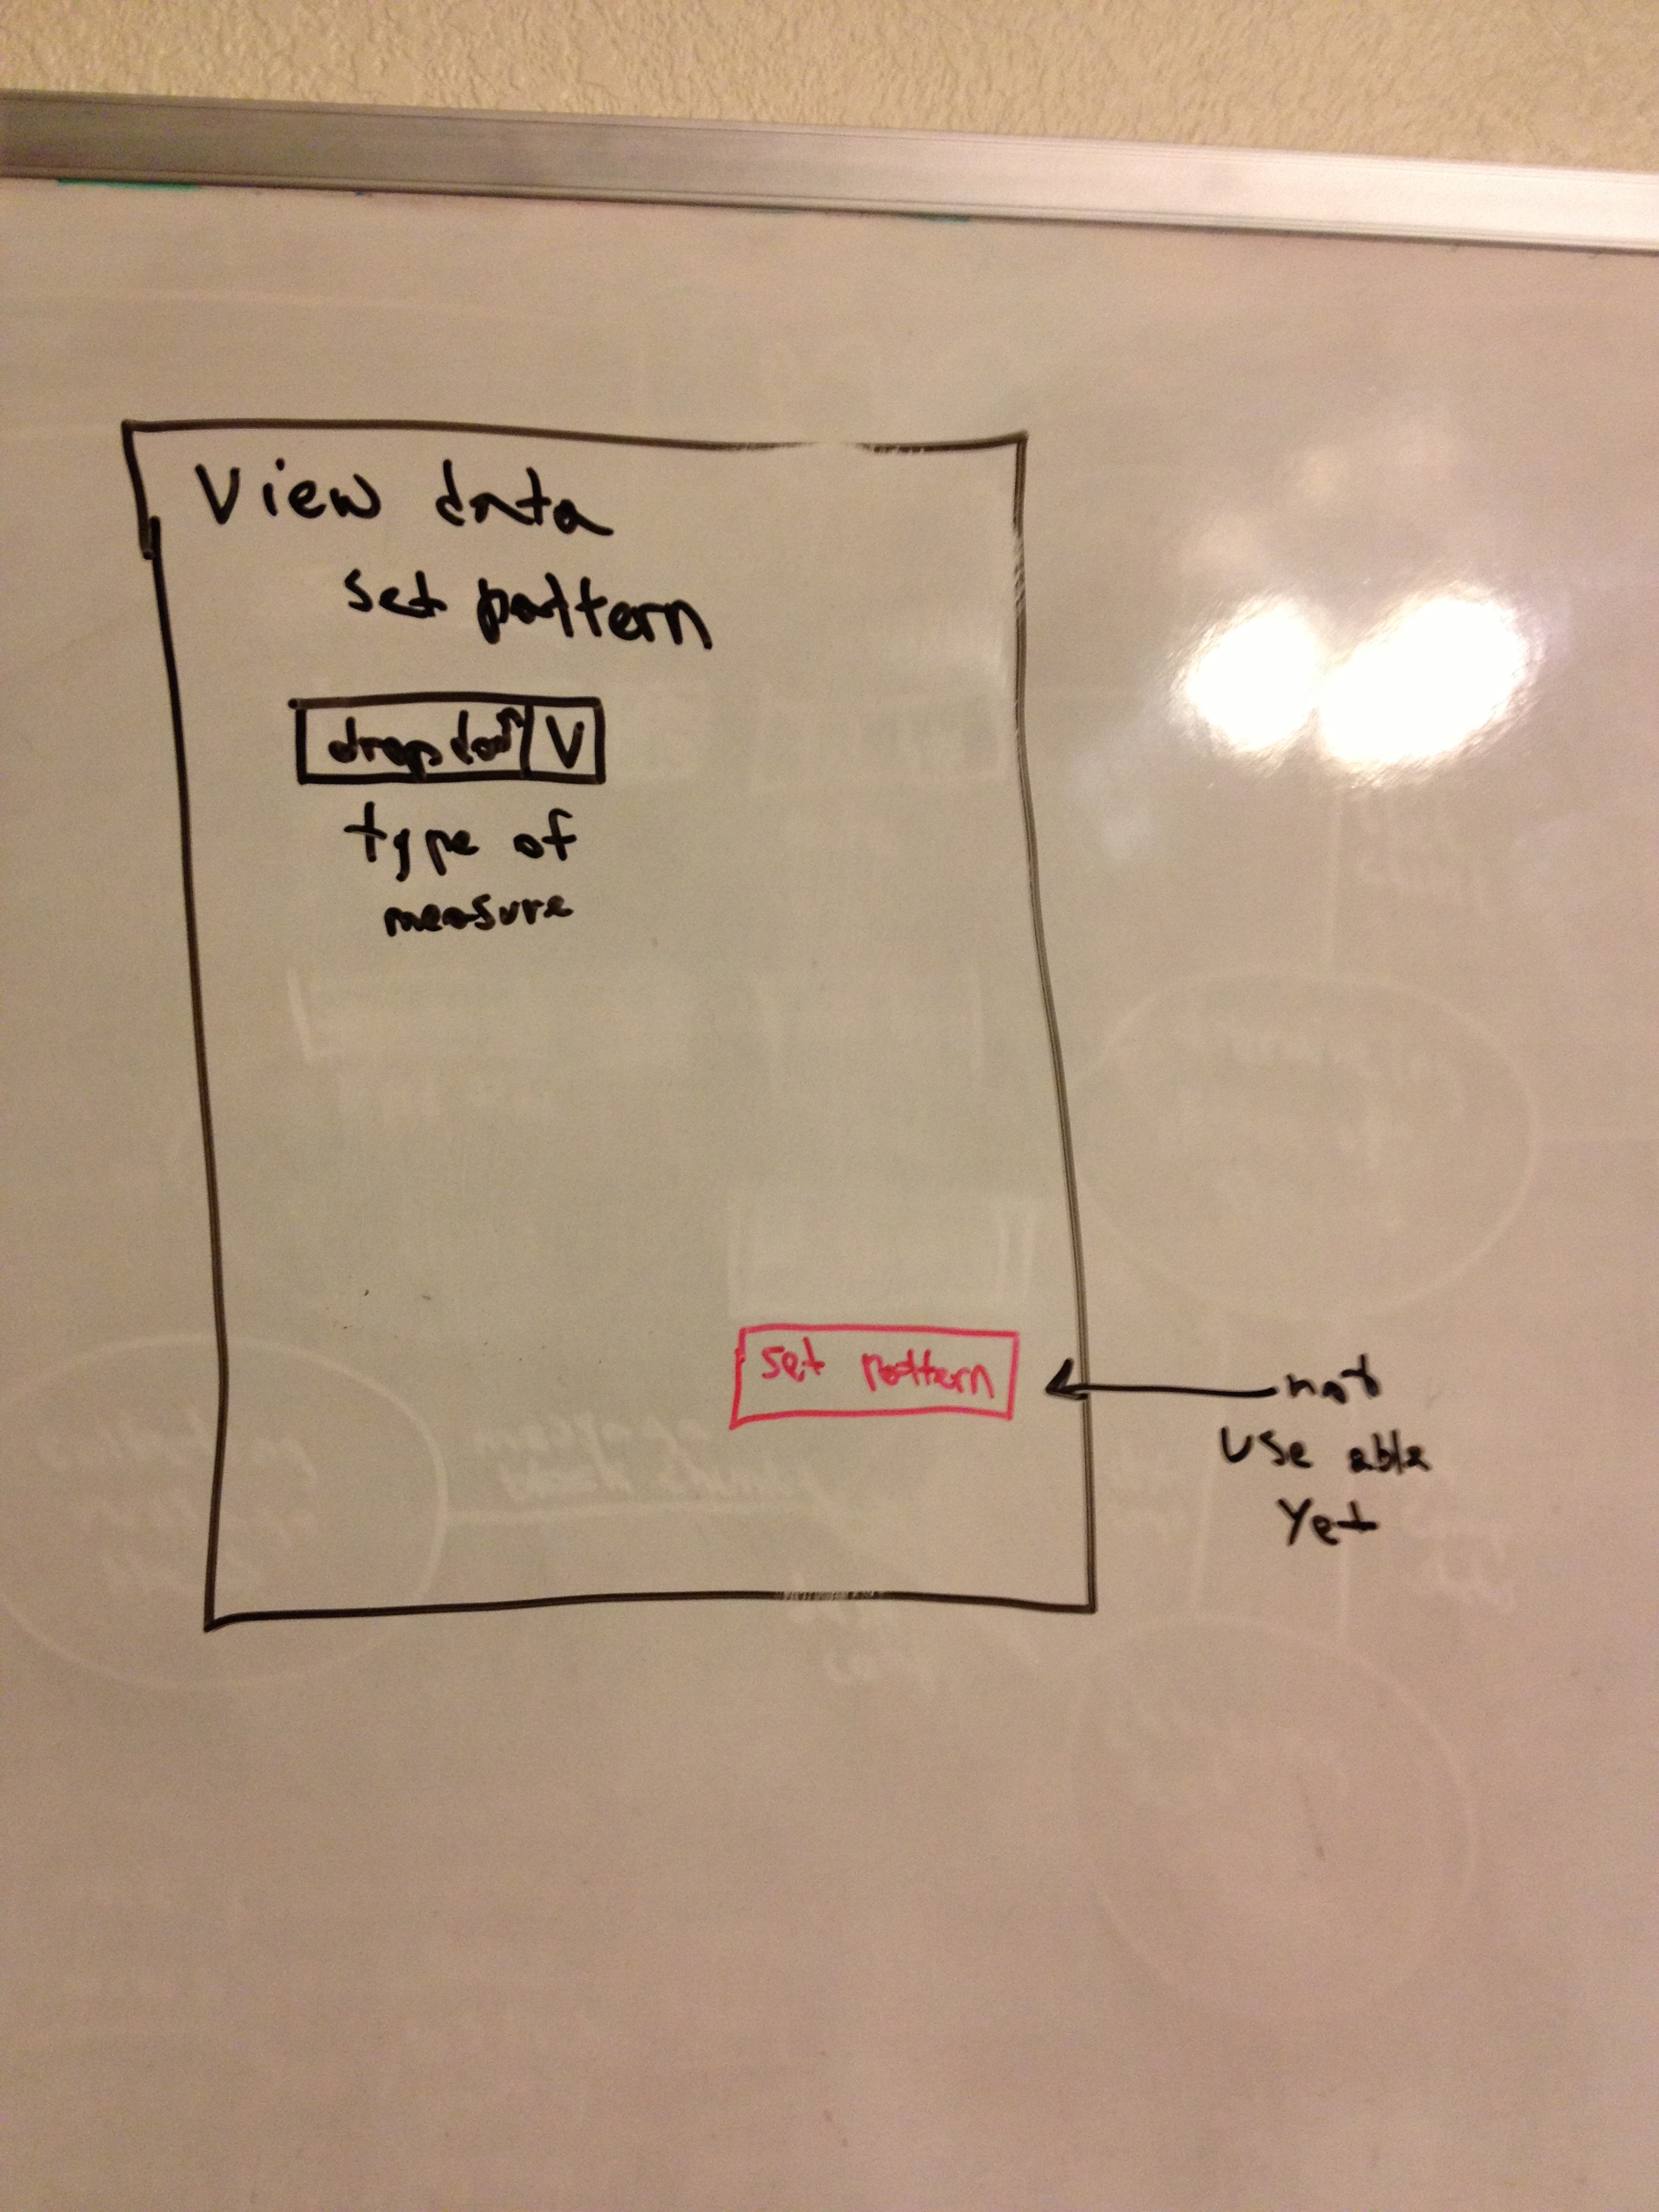 View data
set pattern
dropdown V
type of
measure
set pattern
not
use able
Yet